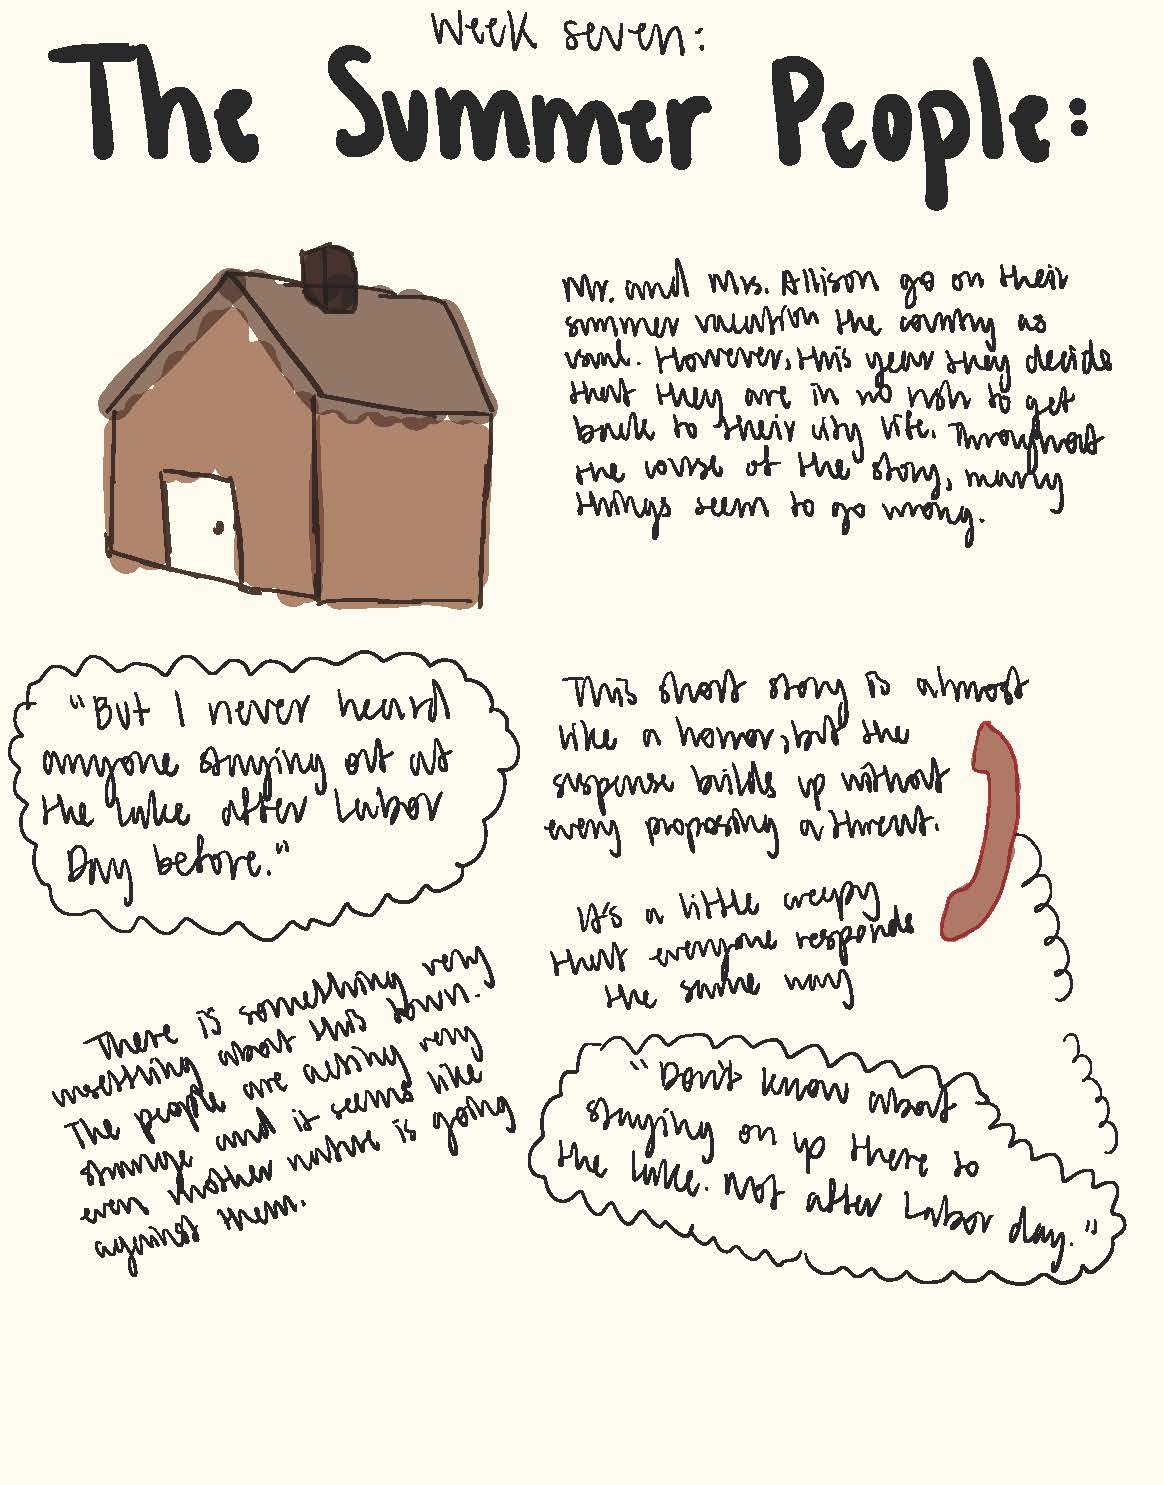 Week seven:
The Summer People:
Mr. and Mrs. Allison go on their
summer vacation the country as
usual. However, this year they decide
that they are in no rush to get
back to their city life. Throughout
the course of the story, many
things seem to go wrong.
"But I never heard
anyone staying out at
the lake after Labor
Day before."
This short story is almost
like a horror, but the
suspense builds up without
every proposing a threat.
It's a little creepy
that everyone responds
the same way
There is something very
unsettling about this town.
The people are acting very
strange and it seems like
even mother nature is going
against them.
"Don't know about
staying on up there to
the lake. Not after Labor day."